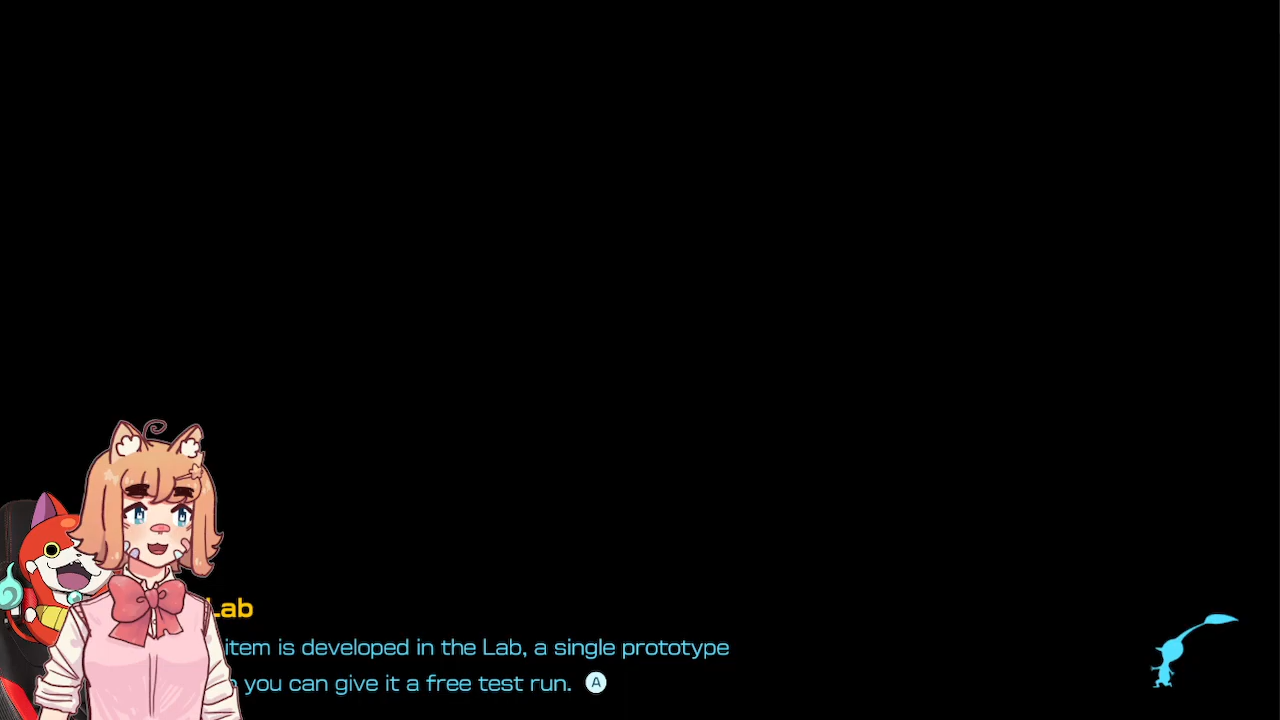 Lab
item is developed in the Lab, a single prototype
you can give it a free test run. A